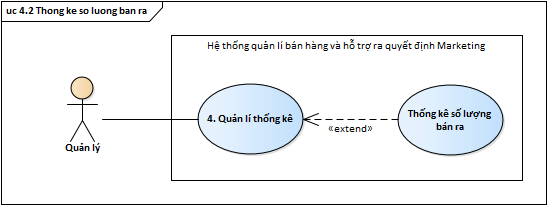 uc 4.2 Thong ke so luong ban ra
Hệ thống quản lí bán hàng và hỗ trợ ra quyết định Marketing
4. Quản lí thống kê
Thống kê số lượng
bán ra
«extend»
Quản lý